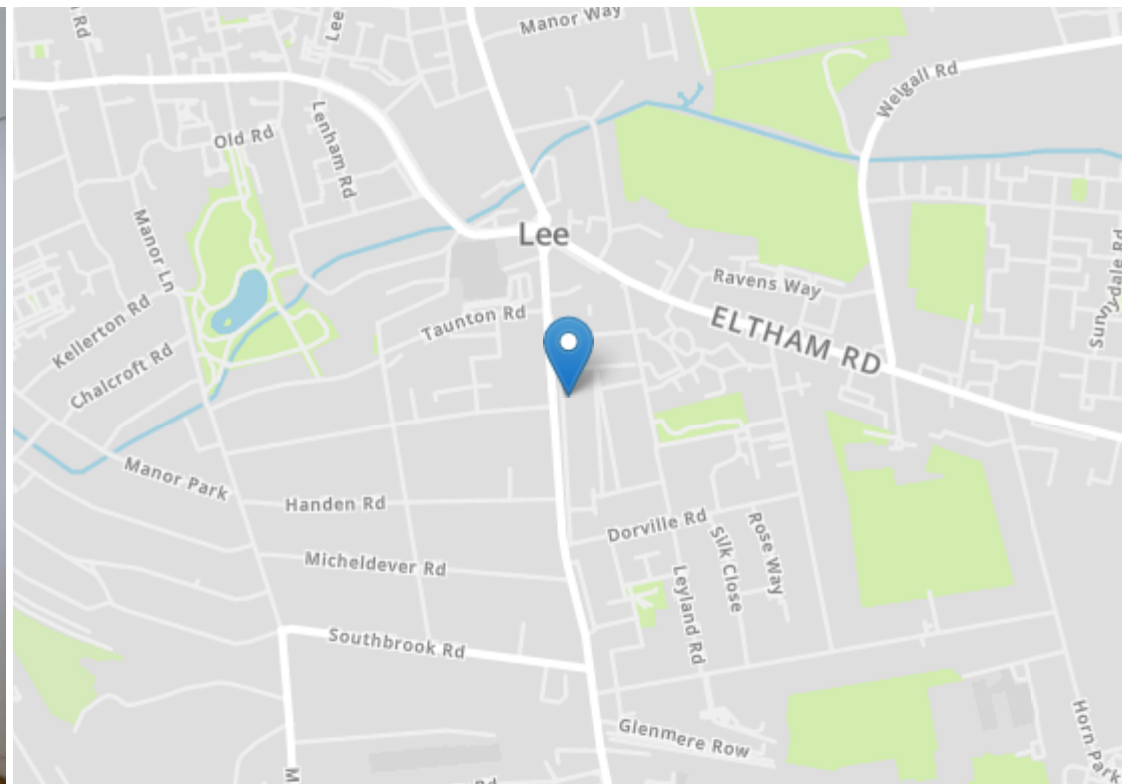 Manor Way
Lee
Welgall Rd
Old Rd
Lenham Rd
Manor Ln
Lee
Ravens Way
Sunnydale Rd
Kellerton Rd
Taunton Rd
ELTHAM RD
Chalcroft Rd
Manor Park
Handen Rd
Dorville Rd
Rose Way
Silk Close
Micheldever Rd
Leyland Rd
Southbrook Rd
Glenmere Row
Horn Park